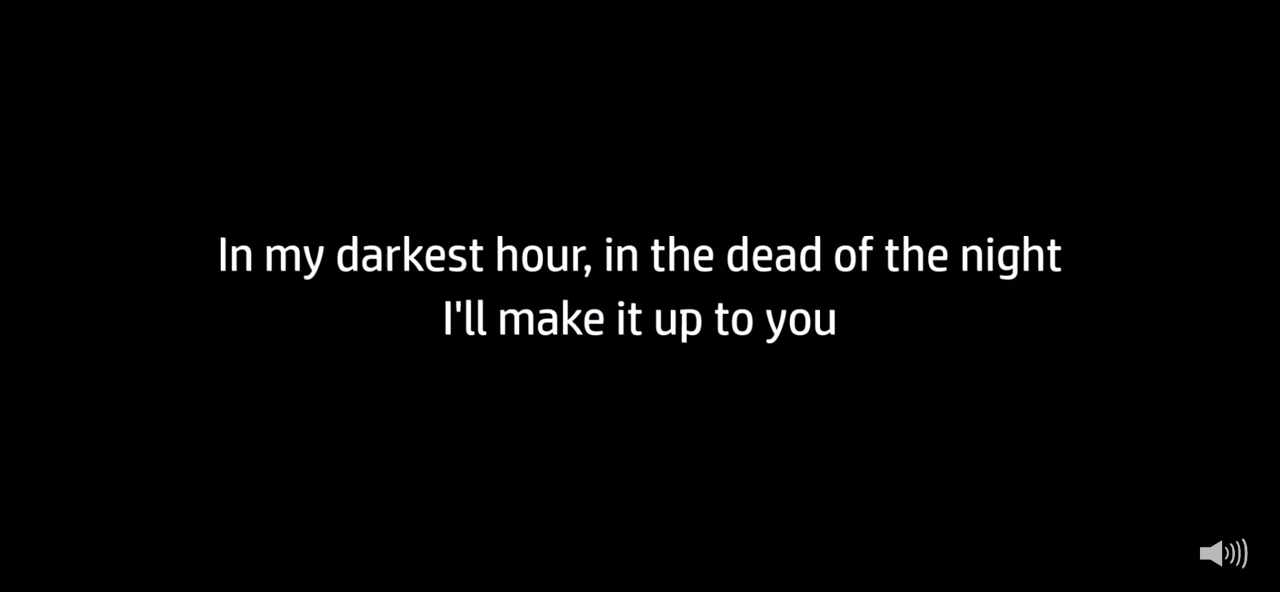 In my darkest hour, in the dead of the night
I'll make it up to you